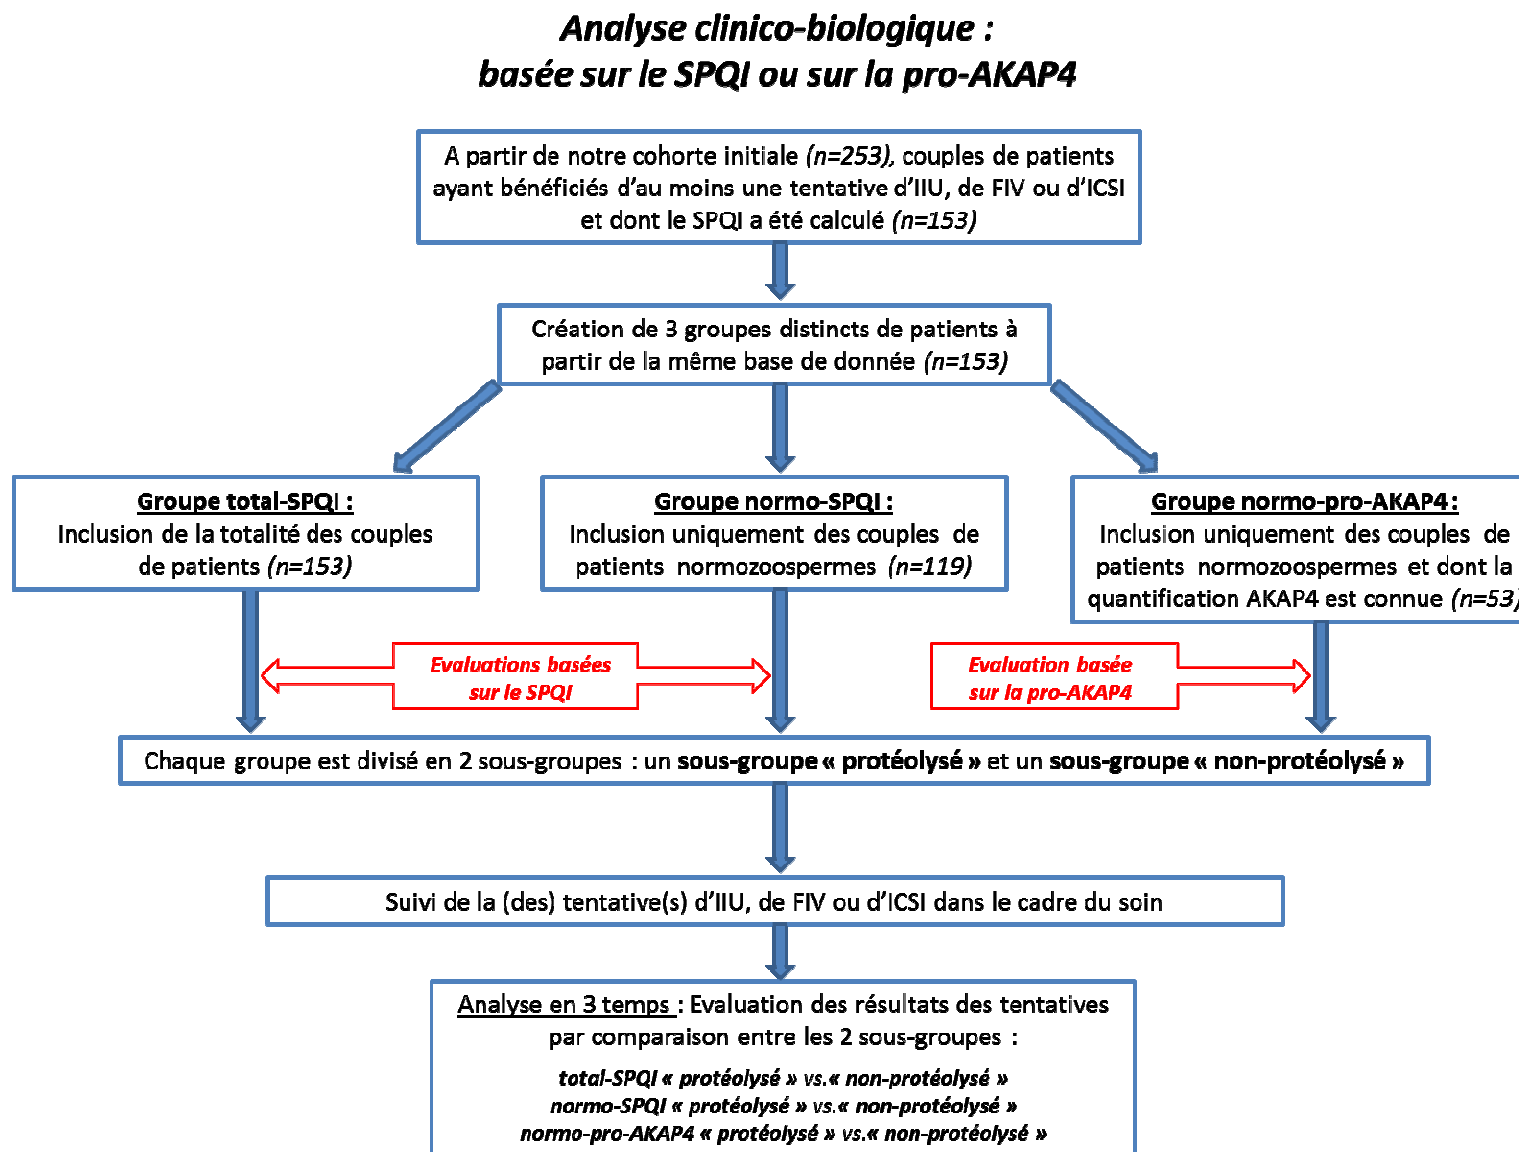 Analyse clinico-biologique :
basée sur le SPQI ou sur la pro-AKAP4
A partir de notre cohorte initiale (n=253), couples de patients
ayant bénéficiés d'au moins une tentative d'IIU, de FIV ou d'ICSI
et dont le SPQI a été calculé (n=153)
Création de 3 groupes distincts de patients à
partir de la même base de donnée (n=153)
Groupe total-SPQI :
Inclusion de la totalité des couples
de patients (n=153)
Groupe normo-SPQI :
Inclusion uniquement des couples de
patients normozoospermes (n=119)
Groupe normo-pro-AKAP4 :
Inclusion uniquement des couples de
patients normozoospermes et dont la
quantification AKAP4 est connue (n=53)
Evaluations basées
sur le SPQI
Evaluation basée
sur la pro-AKAP4
Chaque groupe est divisé en 2 sous-groupes : un sous-groupe « protéolysé » et un sous-groupe « non-protéolysé »
Suivi de la (des) tentative(s) d'IIU, de FIV ou d'ICSI dans le cadre du soin
Analyse en 3 temps : Evaluation des résultats des tentatives
par comparaison entre les 2 sous-groupes :
total-SPQI « protéolysé » vs.« non-protéolysé »
normo-SPQI « protéolysé » vs.« non-protéolysé »
normo-pro-AKAP4 « protéolysé » vs.« non-protéolysé »